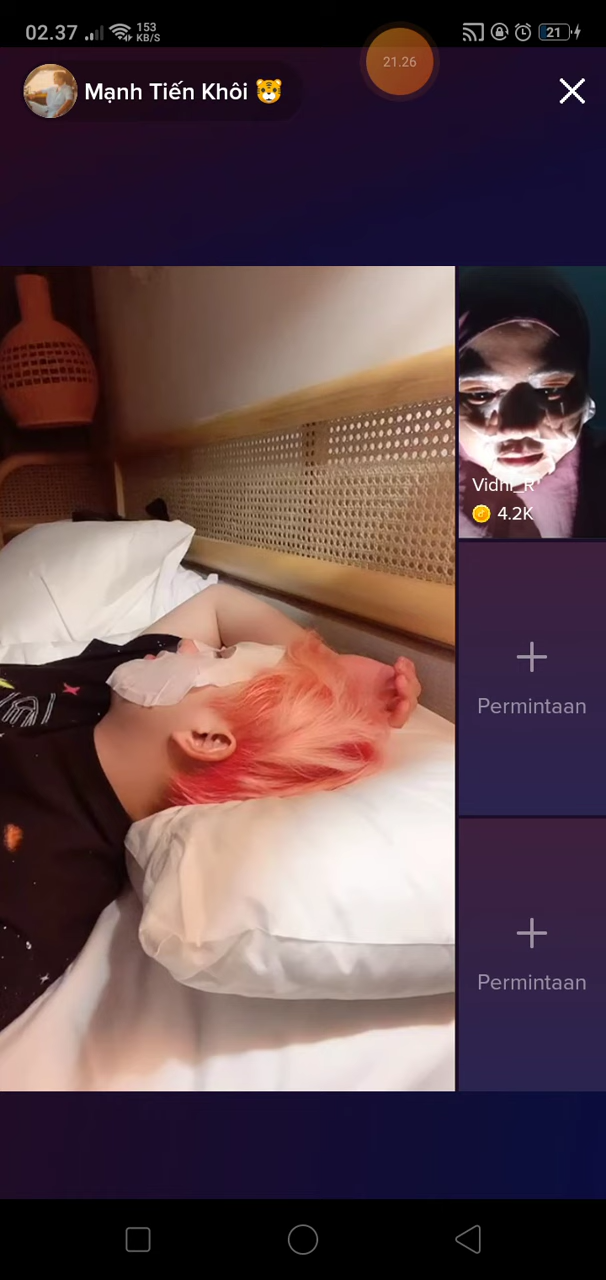 02.37
153
KB/S
21
21.26
Mạnh Tiến Khôi 🐯
Vidhi_R
4.2K
Permintaan
Permintaan